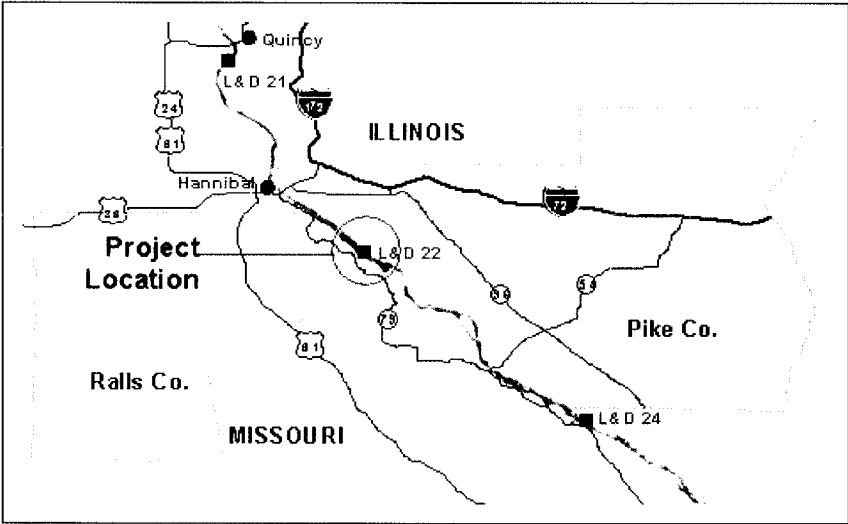 Quincy
L&D 21
24
61
172
ILLINOIS
Hannibal
36
72
Project
Location
L&D 22
96
54
79
Pike Co.
61
Ralls Co.
L&D 24
MISSOURI